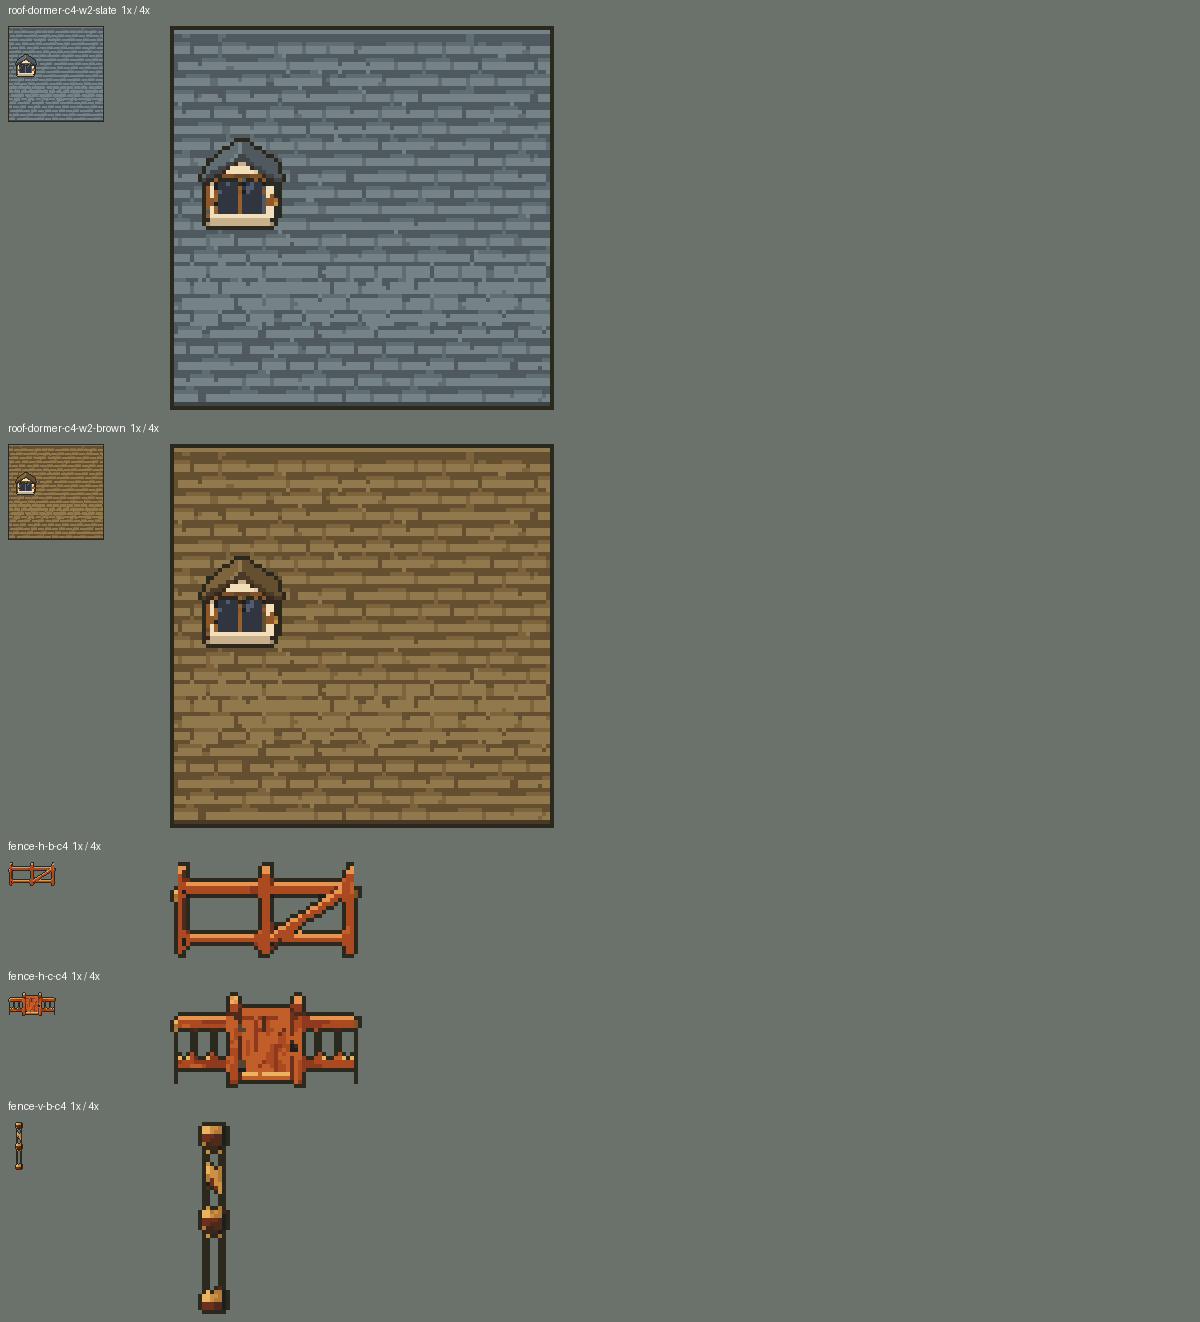 roof-dormer-c4-w2-slate 1x / 4x
roof-dormer-c4-w2-brown 1x / 4x
fence-h-b-c4 1x / 4x
fence-h-c-c4 1x / 4x
fence-v-b-c4 1x / 4x